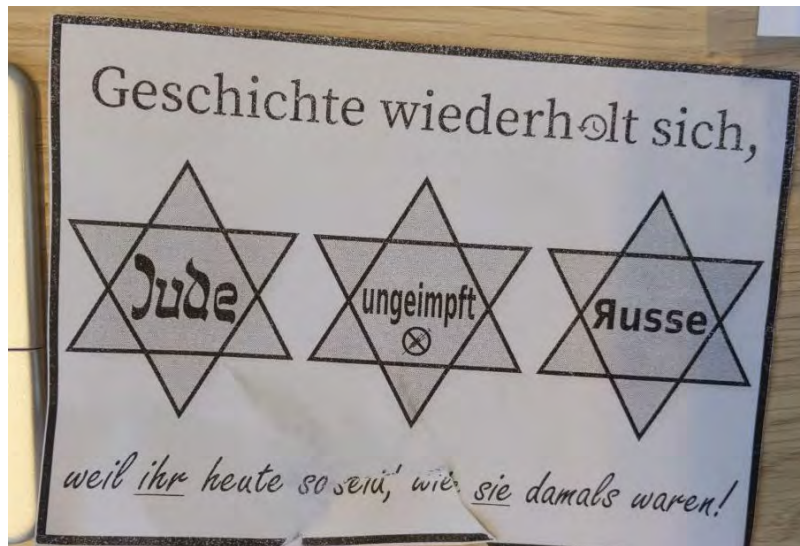 Geschichte wiederholt sich,
Jude
ungeimpft
Яusse
weil ihr heute so seid, wie sie damals waren!